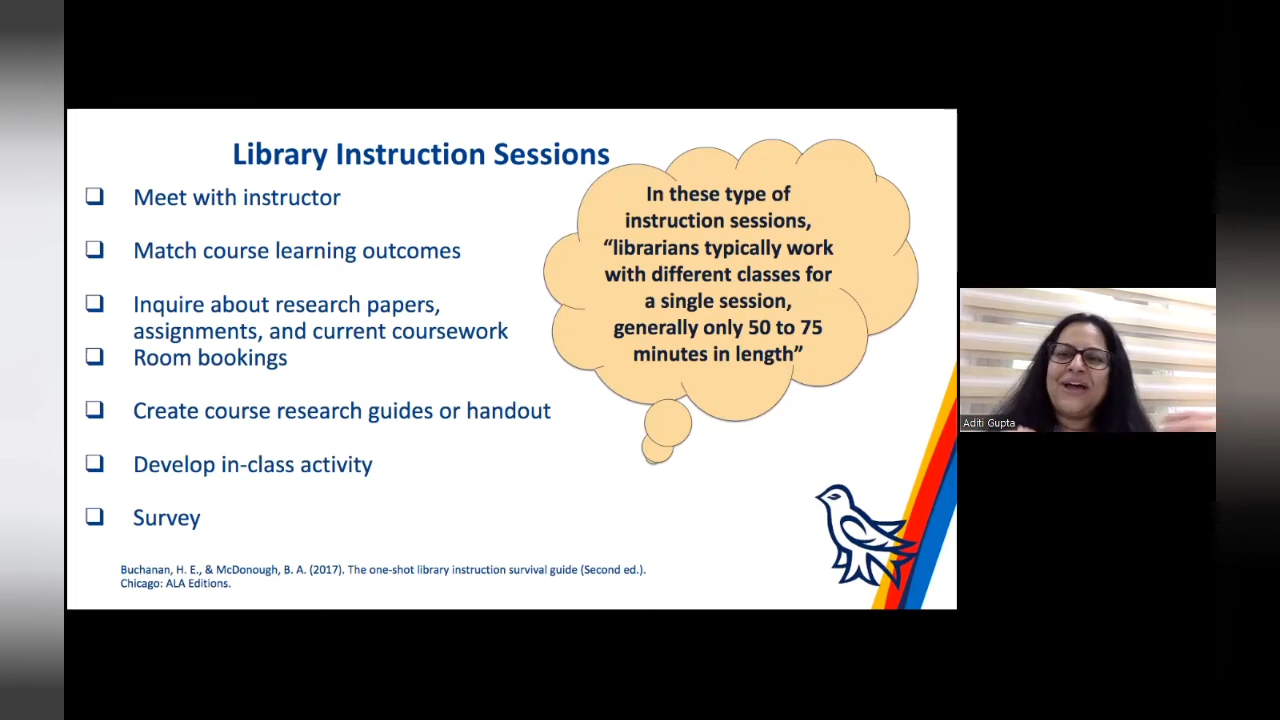 Library Instruction Sessions
Meet with instructor
Match course learning outcomes
Inquire about research papers,
assignments, and current coursework
Room bookings
Create course research guides or handout
Develop in-class activity
Survey
In these type of
instruction sessions,
“librarians typically work
with different classes for
a single session,
generally only 50 to 75
minutes in length”
Buchanan, H. E., & McDonough, B. A. (2017). The one-shot library instruction survival guide (Second ed.).
Chicago: ALA Editions.
Aditi Gupta